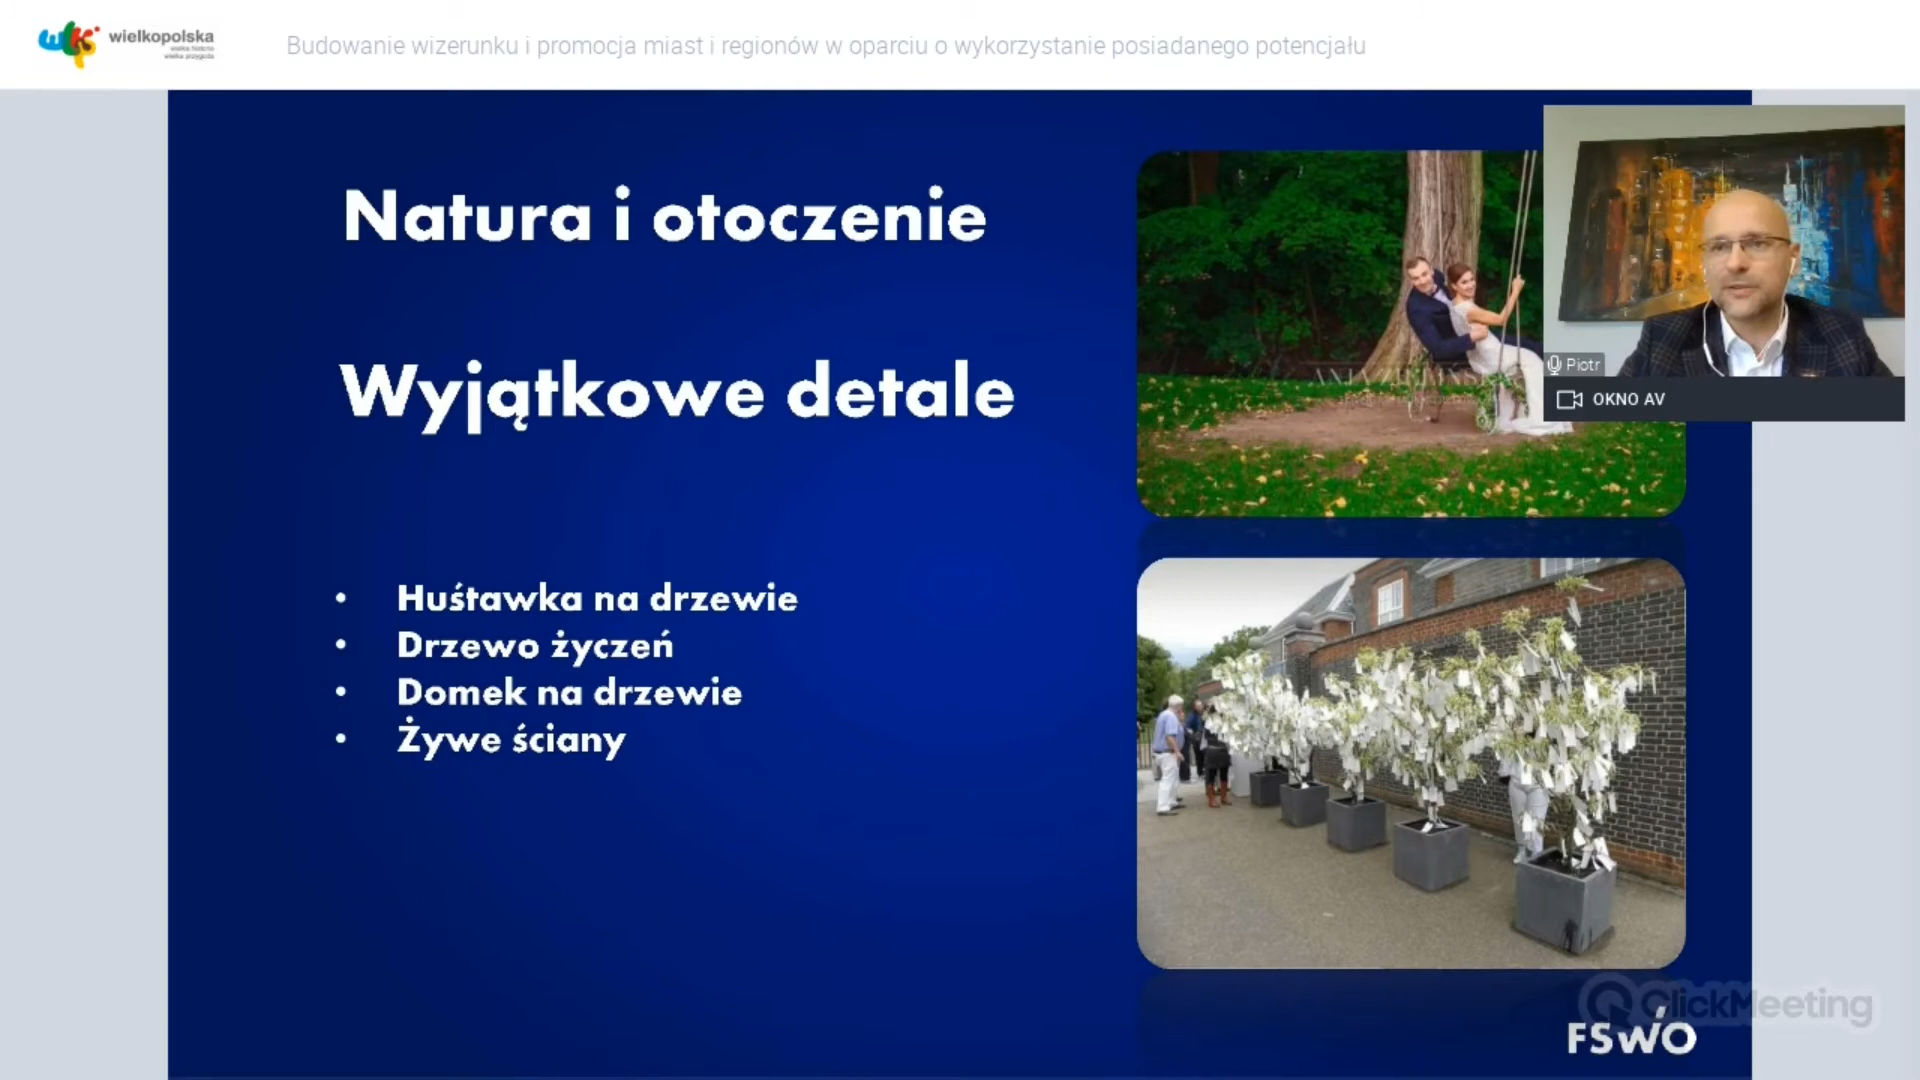 wielkopolska
wielka historia
wielka przygoda
Budowanie wizerunku i promocja miast i regionów w oparciu o wykorzystanie posiadanego potencjału
Natura i otoczenie
Wyjątkowe detale
• Huśtawka na drzewie
• Drzewo życzeń
• Domek na drzewie
• Żywe ściany
Piotr
OKNO AV
ClickMeeting
FSWO